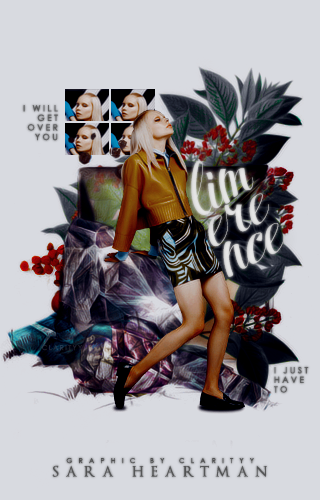 I WILL
GET
OVER
YOU
lim
ere
nce
I JUST
HAVE
TO
GRAPHIC BY CLARITYY
SARA HEARTMAN